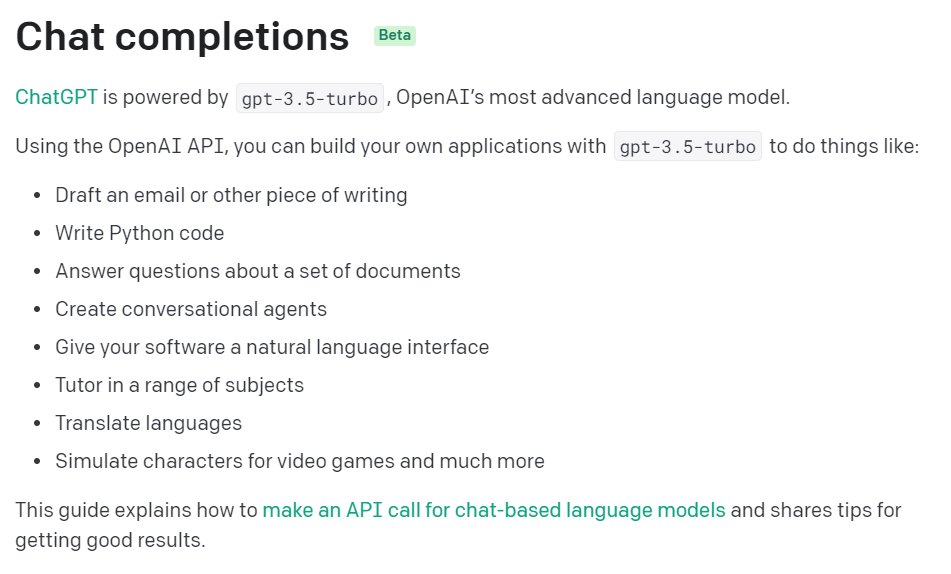 Chat completions Beta
ChatGPT is powered by gpt-3.5-turbo, OpenAI’s most advanced language model.
Using the OpenAI API, you can build your own applications with gpt-3.5-turbo to do things like:
• Draft an email or other piece of writing
• Write Python code
• Answer questions about a set of documents
• Create conversational agents
• Give your software a natural language interface
• Tutor in a range of subjects
• Translate languages
• Simulate characters for video games and much more
This guide explains how to make an API call for chat-based language models and shares tips for
getting good results.